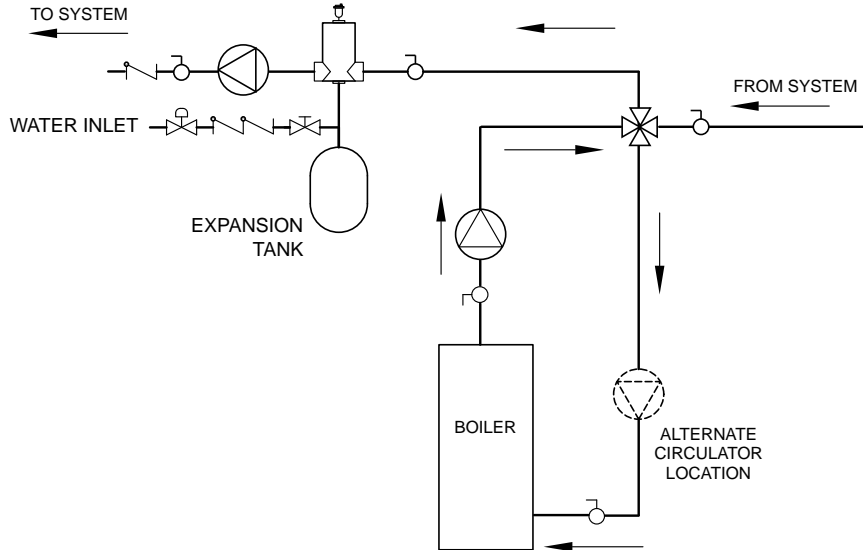 TO SYSTEM
FROM SYSTEM
WATER INLET
EXPANSION
TANK
BOILER
ALTERNATE
CIRCULATOR
LOCATION